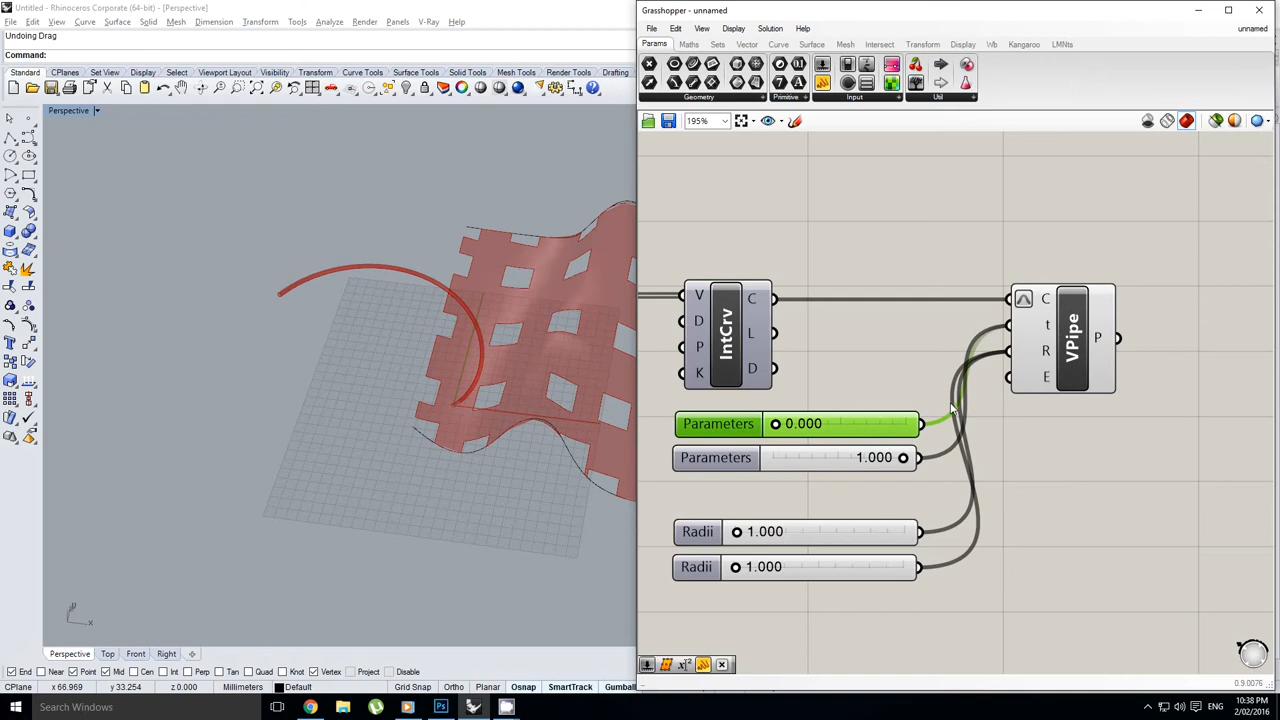 Untitled - Rhinoceros Corporate (64-bit) - [Perspective]
File Edit View Curve Surface Solid Mesh Dimension Transform Tools Analyze Render Panels V-Ray Help
Undoing Drag
Command:
Standard CPlanes Set View Display Select Viewport Layout Visibility Transform Curve Tools Surface Tools Solid Tools Mesh Tools Render Tools Drafting
Perspective
y
x
Perspective Top Front Right
End Near Point Mid Cen Int Perp Tan Quad Knot Vertex Project Disable
CPlane x 66.969 y 33.254 z 0.000 Millimeters Default Grid Snap Ortho Planar Osnap SmartTrack Gumball
Grasshopper - unnamed
File Edit View Display Solution Help unnamed
Params Maths Sets Vector Curve Surface Mesh Intersect Transform Display Wb Kangaroo LMNts
Geometry Primitive Input Util
195%
V D P K IntCrv C L D
C t R E VPipe P
Parameters 0.000
Parameters 1.000
Radii 1.000
Radii 1.000
0.9.0076
Search Windows
ENG 10:38 PM
2/02/2016